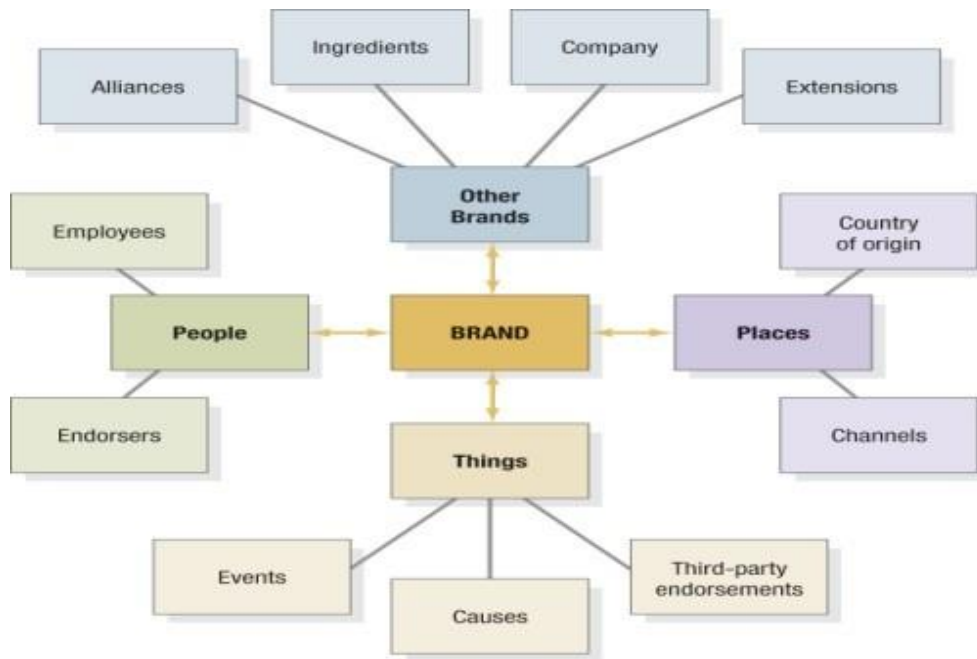 Ingredients
Company
Alliances
Extensions
Other
Brands
Employees
Country
of origin
People
BRAND
Places
Endorsers
Channels
Things
Events
Causes
Third-party
endorsements